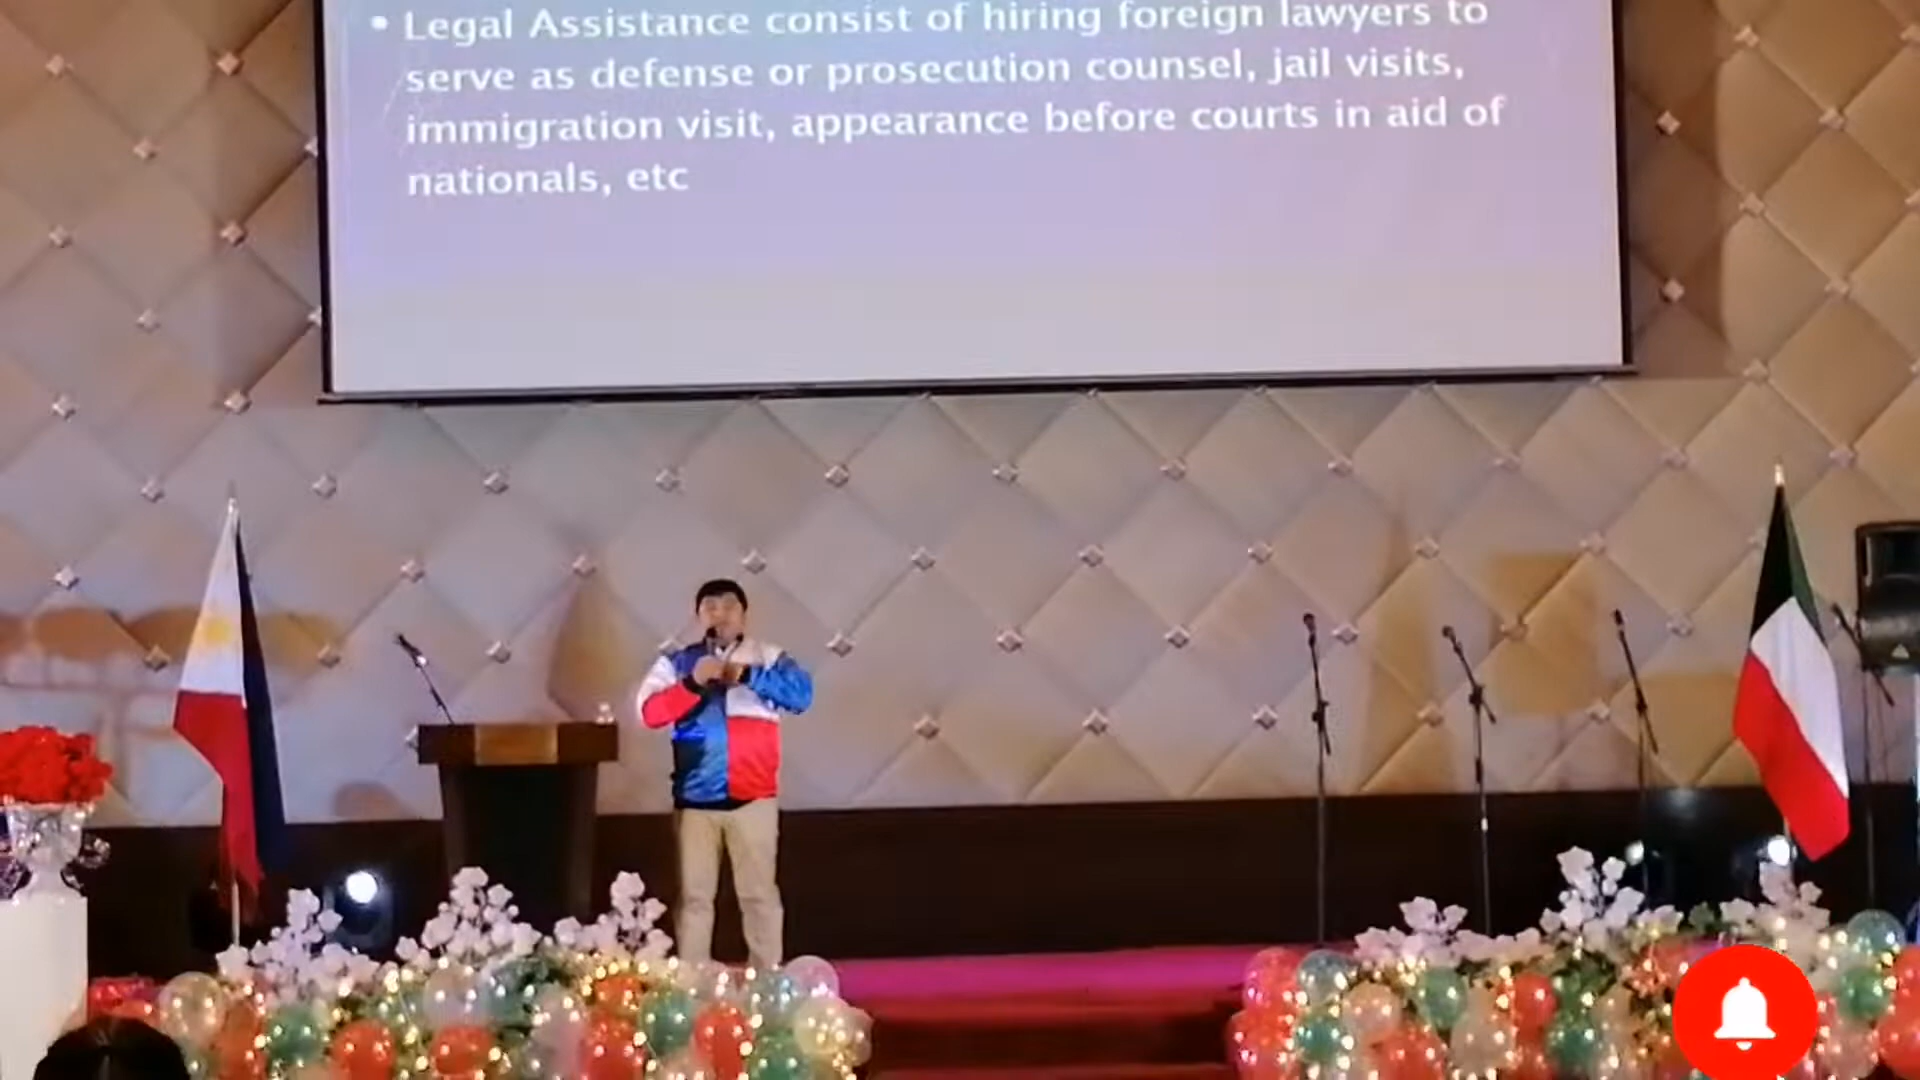 • Legal Assistance consist of hiring foreign lawyers to
serve as defense or prosecution counsel, jail visits,
immigration visit, appearance before courts in aid of
nationals, etc